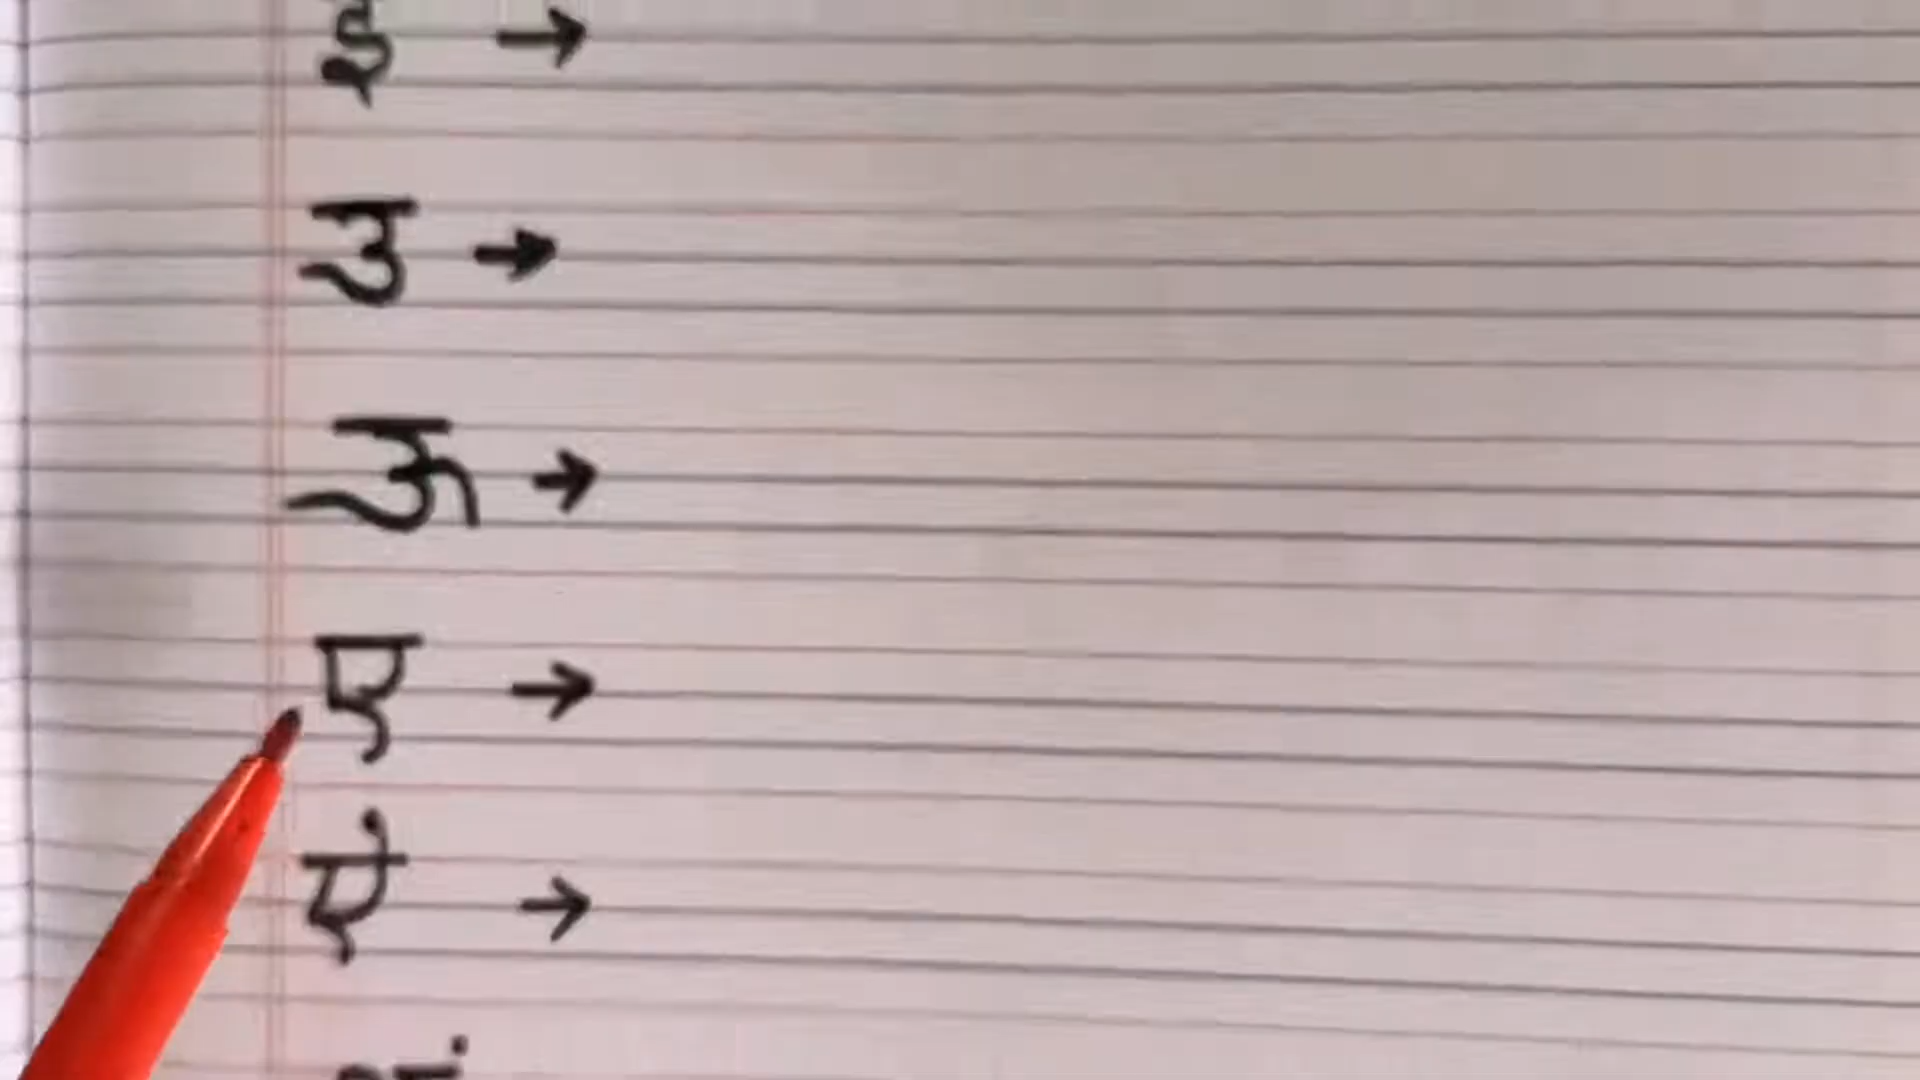 उ →
ऊ →
ए →
ऐ →